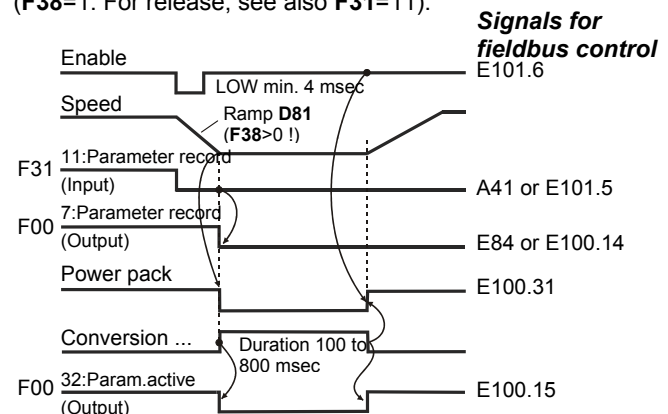 (F38=1. For release, see also F31=11).
Signals for
fieldbus control
Enable
E101.6
LOW min. 4 msec
Speed
Ramp D81
(F38>0 !)
11:Parameter record
F31
(Input)
A41 or E101.5
7:Parameter record
F00
(Output)
E84 or E100.14
Power pack
E100.31
Conversion ...
Duration 100 to
800 msec
32:Param.active
F00
E100.15
(Output)